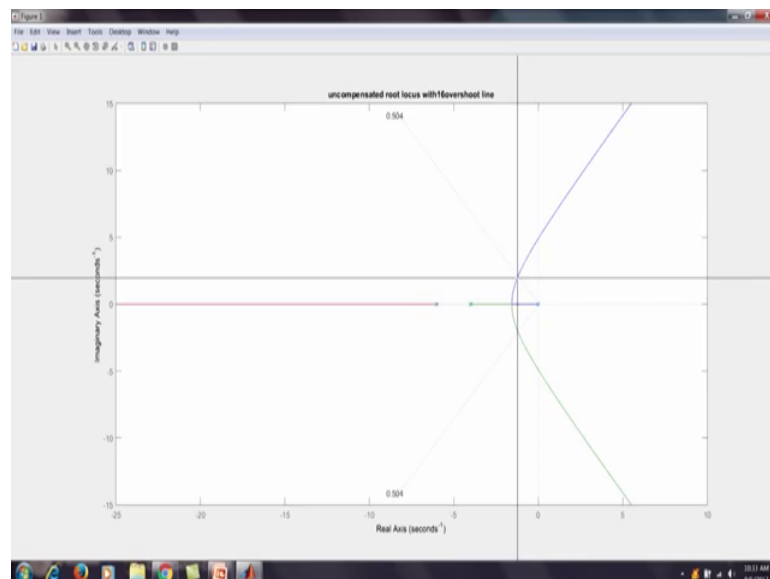 Figure 1
File Edit View Insert Tools Desktop Window Help
uncompensated root locus with16overshoot line
15
10
5
0
-5
-10
-15
0.504
0.504
-25 -20 -15 -10 -5 0 5 10
Imaginary Axis (seconds⁻¹)
Real Axis (seconds⁻¹)
10:13 AM